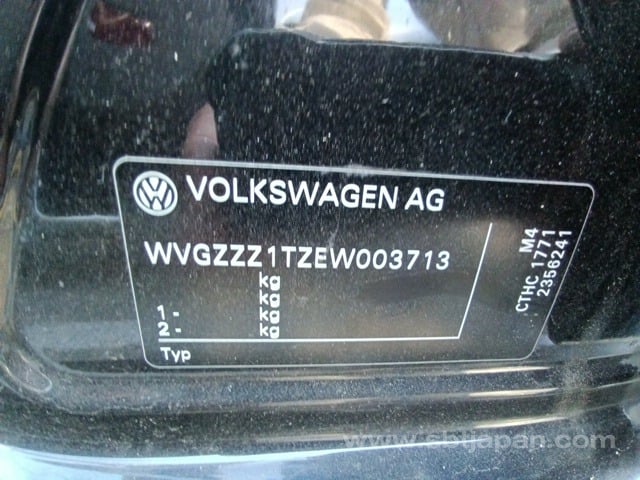 VOLKSWAGEN AG
WVGZZZ1TZEW003713
kg
kg
1 - kg
2 - kg
Typ
M4
CTHC 1771
2356241
www.sbtjapan.com